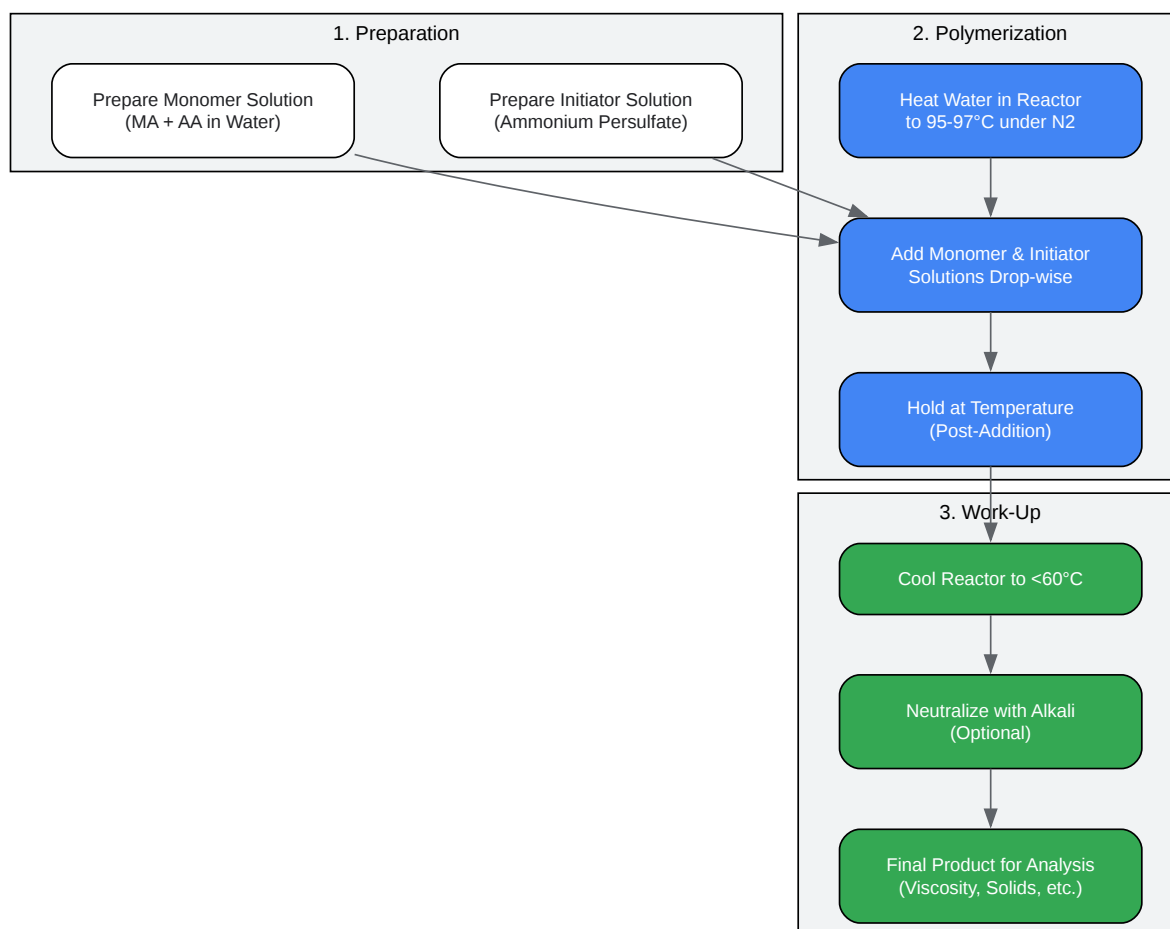 1. Preparation
Prepare Monomer Solution
(MA + AA in Water)
Prepare Initiator Solution
(Ammonium Persulfate)
2. Polymerization
Heat Water in Reactor
to 95-97°C under N2
Add Monomer & Initiator
Solutions Drop-wise
Hold at Temperature
(Post-Addition)
3. Work-Up
Cool Reactor to <60°C
Neutralize with Alkali
(Optional)
Final Product for Analysis
(Viscosity, Solids, etc.)